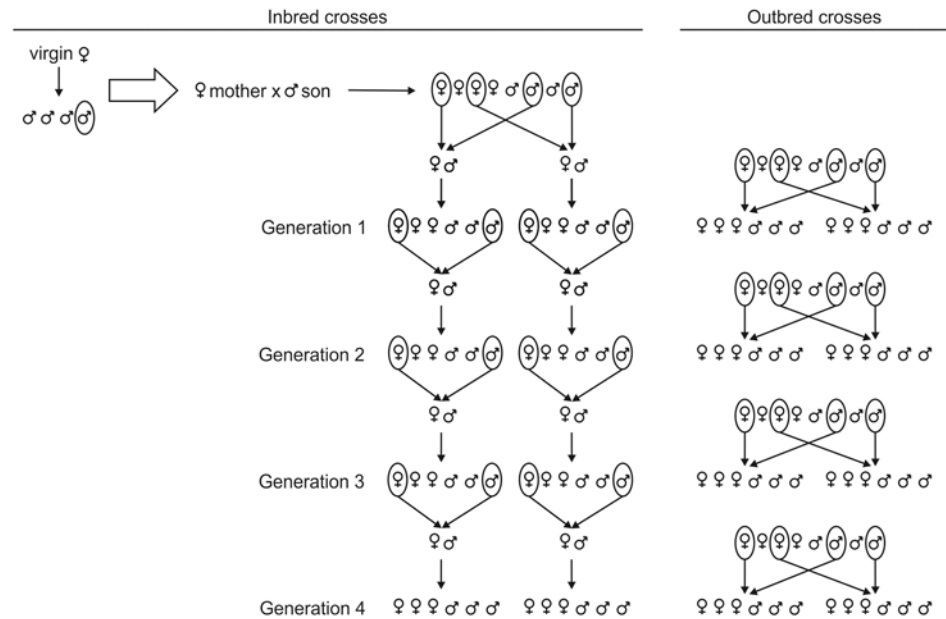 Inbred crosses
Outbred crosses
virgin ♀
♂ ♂ ♂ ♂
♀ mother x ♂ son
♀ ♀ ♀ ♀ ♂ ♂ ♂ ♂
♀ ♂ ♀ ♂
♀ ♀ ♀ ♀ ♂ ♂ ♂ ♂
Generation 1 ♀ ♀ ♀ ♂ ♂ ♂ ♀ ♀ ♀ ♂ ♂ ♂
♀ ♀ ♀ ♂ ♂ ♂ ♀ ♀ ♀ ♂ ♂ ♂
♀ ♂ ♀ ♂
♀ ♀ ♀ ♀ ♂ ♂ ♂ ♂
Generation 2 ♀ ♀ ♀ ♂ ♂ ♂ ♀ ♀ ♀ ♂ ♂ ♂
♀ ♀ ♀ ♂ ♂ ♂ ♀ ♀ ♀ ♂ ♂ ♂
♀ ♂ ♀ ♂
♀ ♀ ♀ ♀ ♂ ♂ ♂ ♂
Generation 3 ♀ ♀ ♀ ♂ ♂ ♂ ♀ ♀ ♀ ♂ ♂ ♂
♀ ♀ ♀ ♂ ♂ ♂ ♀ ♀ ♀ ♂ ♂ ♂
♀ ♂ ♀ ♂
♀ ♀ ♀ ♀ ♂ ♂ ♂ ♂
Generation 4 ♀ ♀ ♀ ♂ ♂ ♂ ♀ ♀ ♀ ♂ ♂ ♂
♀ ♀ ♀ ♂ ♂ ♂ ♀ ♀ ♀ ♂ ♂ ♂